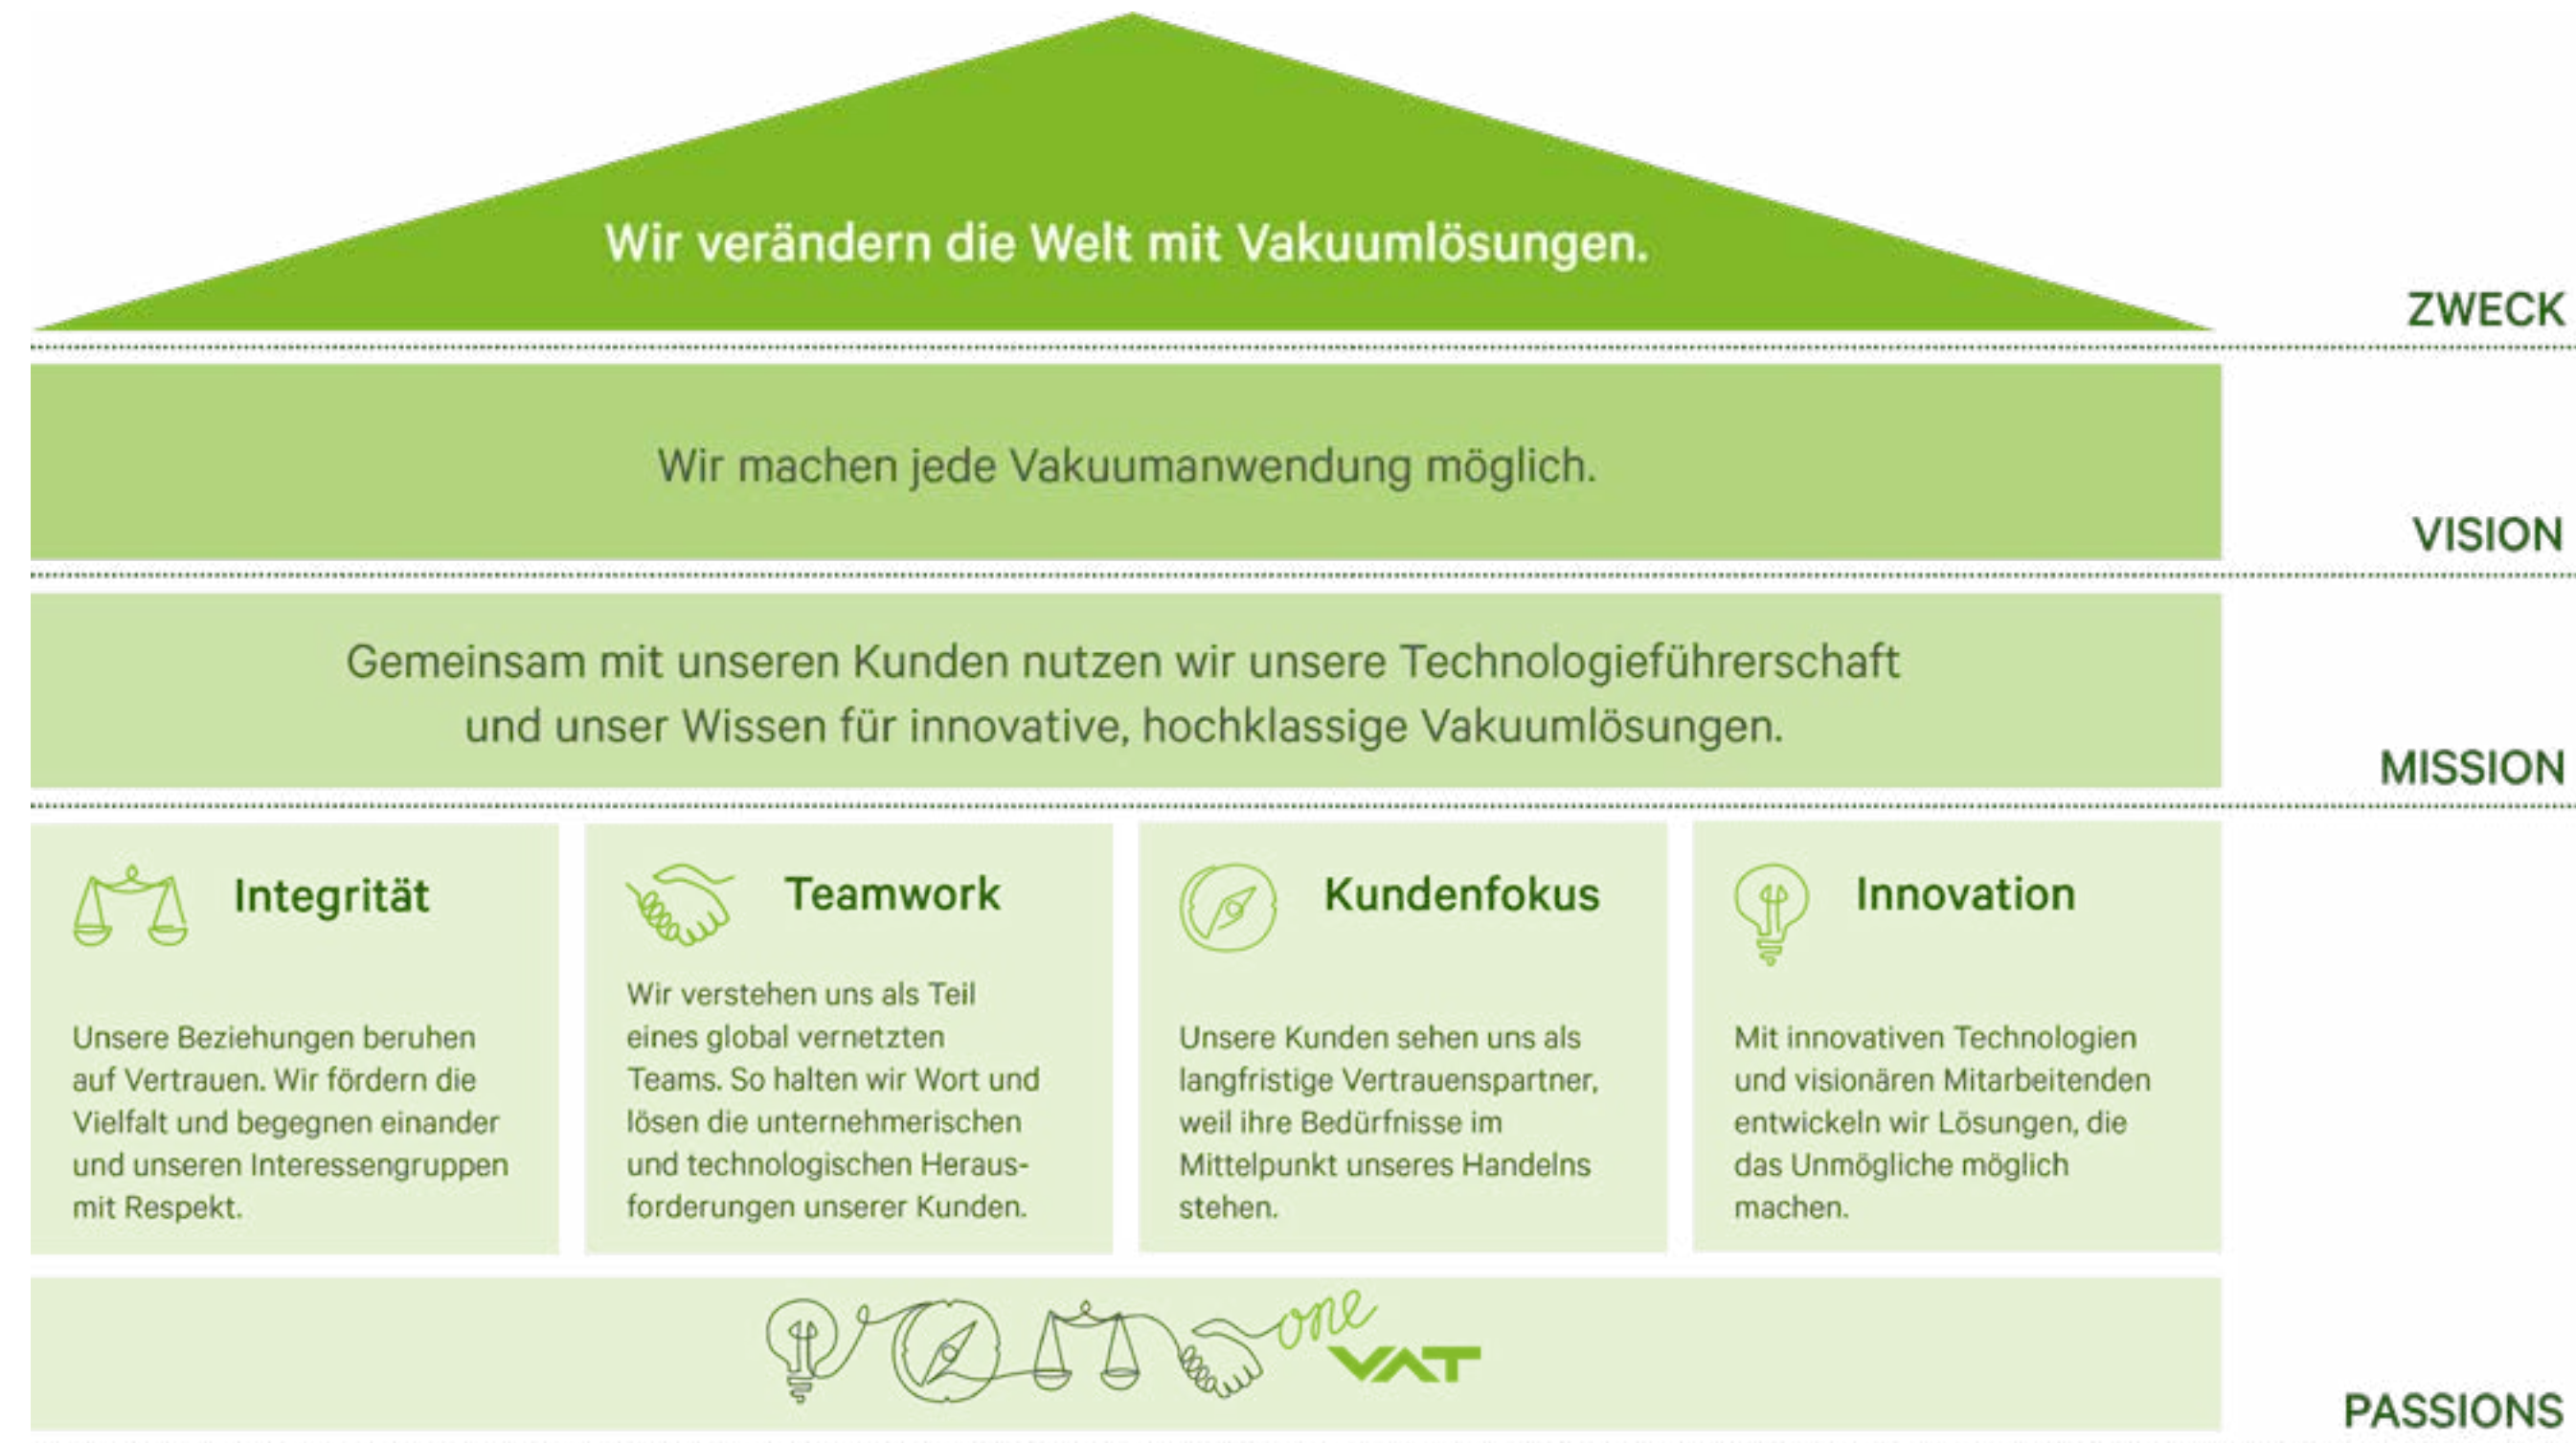 Wir verändern die Welt mit Vakuumlösungen.
ZWECK
Wir machen jede Vakuumanwendung möglich.
VISION
Gemeinsam mit unseren Kunden nutzen wir unsere Technologieführerschaft
und unser Wissen für innovative, hochklassige Vakuumlösungen.
MISSION
Integrität
Unsere Beziehungen beruhen
auf Vertrauen. Wir fördern die
Vielfalt und begegnen einander
und unseren Interessengruppen
mit Respekt.
Teamwork
Wir verstehen uns als Teil
eines global vernetzten
Teams. So halten wir Wort und
lösen die unternehmerischen
und technologischen Heraus-
forderungen unserer Kunden.
Kundenfokus
Unsere Kunden sehen uns als
langfristige Vertrauenspartner,
weil ihre Bedürfnisse im
Mittelpunkt unseres Handelns
stehen.
Innovation
Mit innovativen Technologien
und visionären Mitarbeitenden
entwickeln wir Lösungen, die
das Unmögliche möglich
machen.
one
VAT
PASSIONS